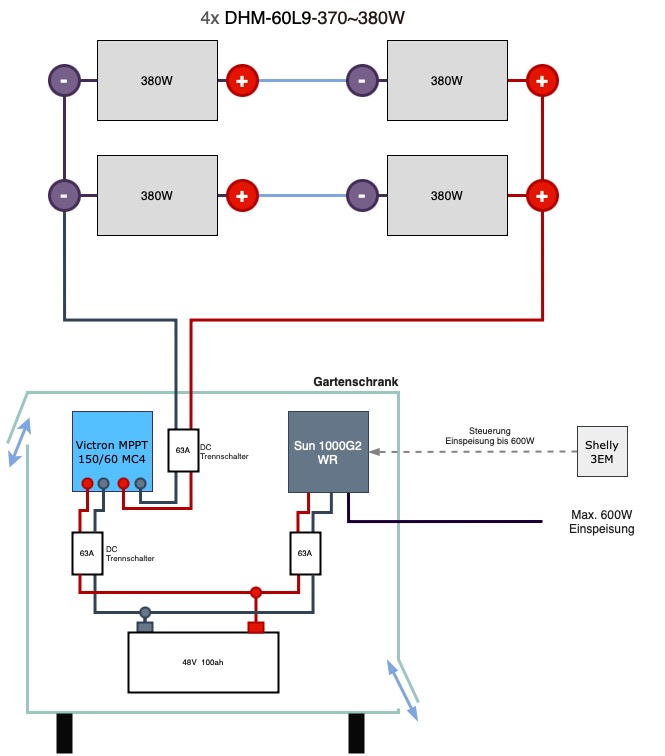 4x DHM-60L9-370~380W
-
380W
+
-
380W
+
-
380W
+
-
380W
+
Gartenschrank
Victron MPPT
150/60 MC4
63A
DC
Trennschalter
Sun 1000G2
WR
Steuerung
Einspeisung bis 600W
Shelly
3EM
Max. 600W
Einspeisung
63A
DC
Trennschalter
63A
48V 100ah